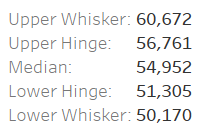 Upper Whisker: 60,672
Upper Hinge: 56,761
Median: 54,952
Lower Hinge: 51,305
Lower Whisker: 50,170